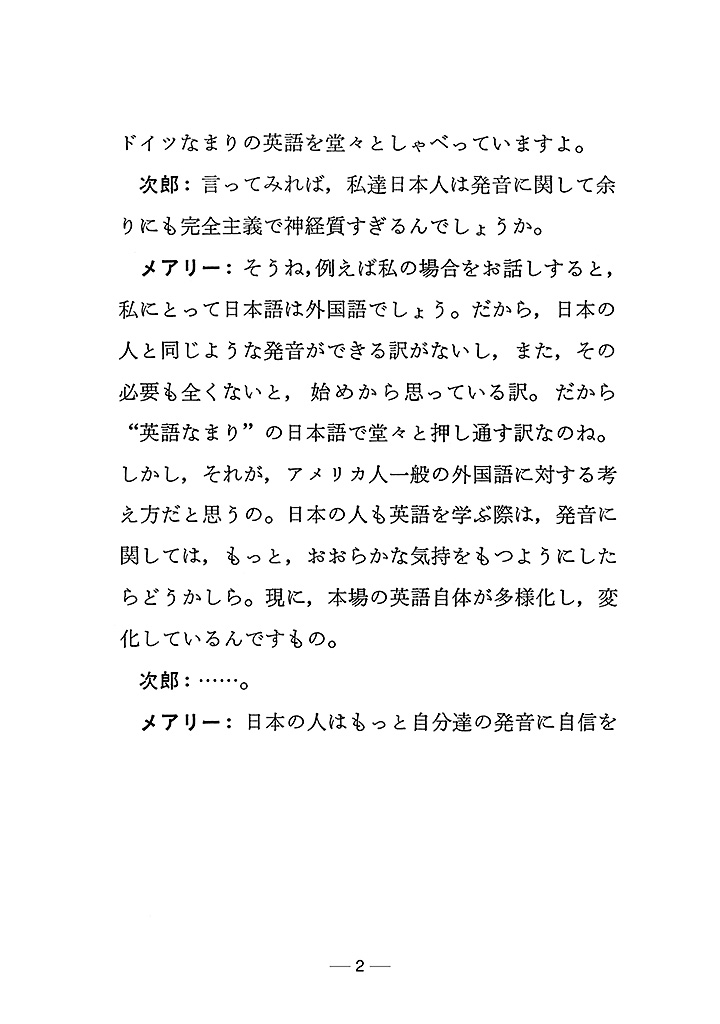 ドイツなまりの英語を堂々としゃべっていますよ。
次郎：言ってみれば，私達日本人は発音に関して余
りにも完全主義で神経質すぎるんでしょうか。
メアリー：そうね，例えば私の場合をお話しすると，
私にとって日本語は外国語でしょう。だから，日本の
人と同じような発音ができる訳がないし，また，その
必要も全くないと，始めから思っている訳。だから
“英語なまり”の日本語で堂々と押し通す訳なのね。
しかし，それが，アメリカ人一般の外国語に対する考
え方だと思うの。日本の人も英語を学ぶ際は，発音に
関しては，もっと，おおらかな気持をもつようにした
らどうかしら。現に，本場の英語自体が多様化し，変
化しているんですもの。
次郎：……。
メアリー：日本の人はもっと自分達の発音に自信を
— 2 —